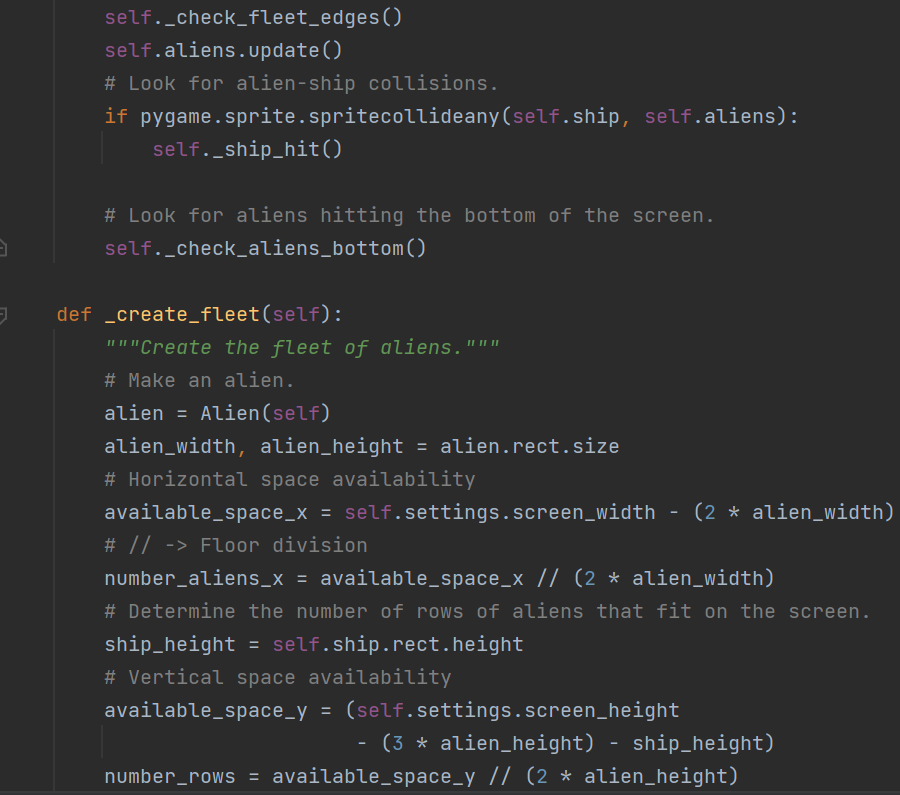 self._check_fleet_edges()
self.aliens.update()
# Look for alien-ship collisions.
if pygame.sprite.spritecollideany(self.ship, self.aliens):
self._ship_hit()
# Look for aliens hitting the bottom of the screen.
self._check_aliens_bottom()
def _create_fleet(self):
"""Create the fleet of aliens."""
# Make an alien.
alien = Alien(self)
alien_width, alien_height = alien.rect.size
# Horizontal space availability
available_space_x = self.settings.screen_width - (2 * alien_width)
# // -> Floor division
number_aliens_x = available_space_x // (2 * alien_width)
# Determine the number of rows of aliens that fit on the screen.
ship_height = self.ship.rect.height
# Vertical space availability
available_space_y = (self.settings.screen_height
- (3 * alien_height) - ship_height)
number_rows = available_space_y // (2 * alien_height)